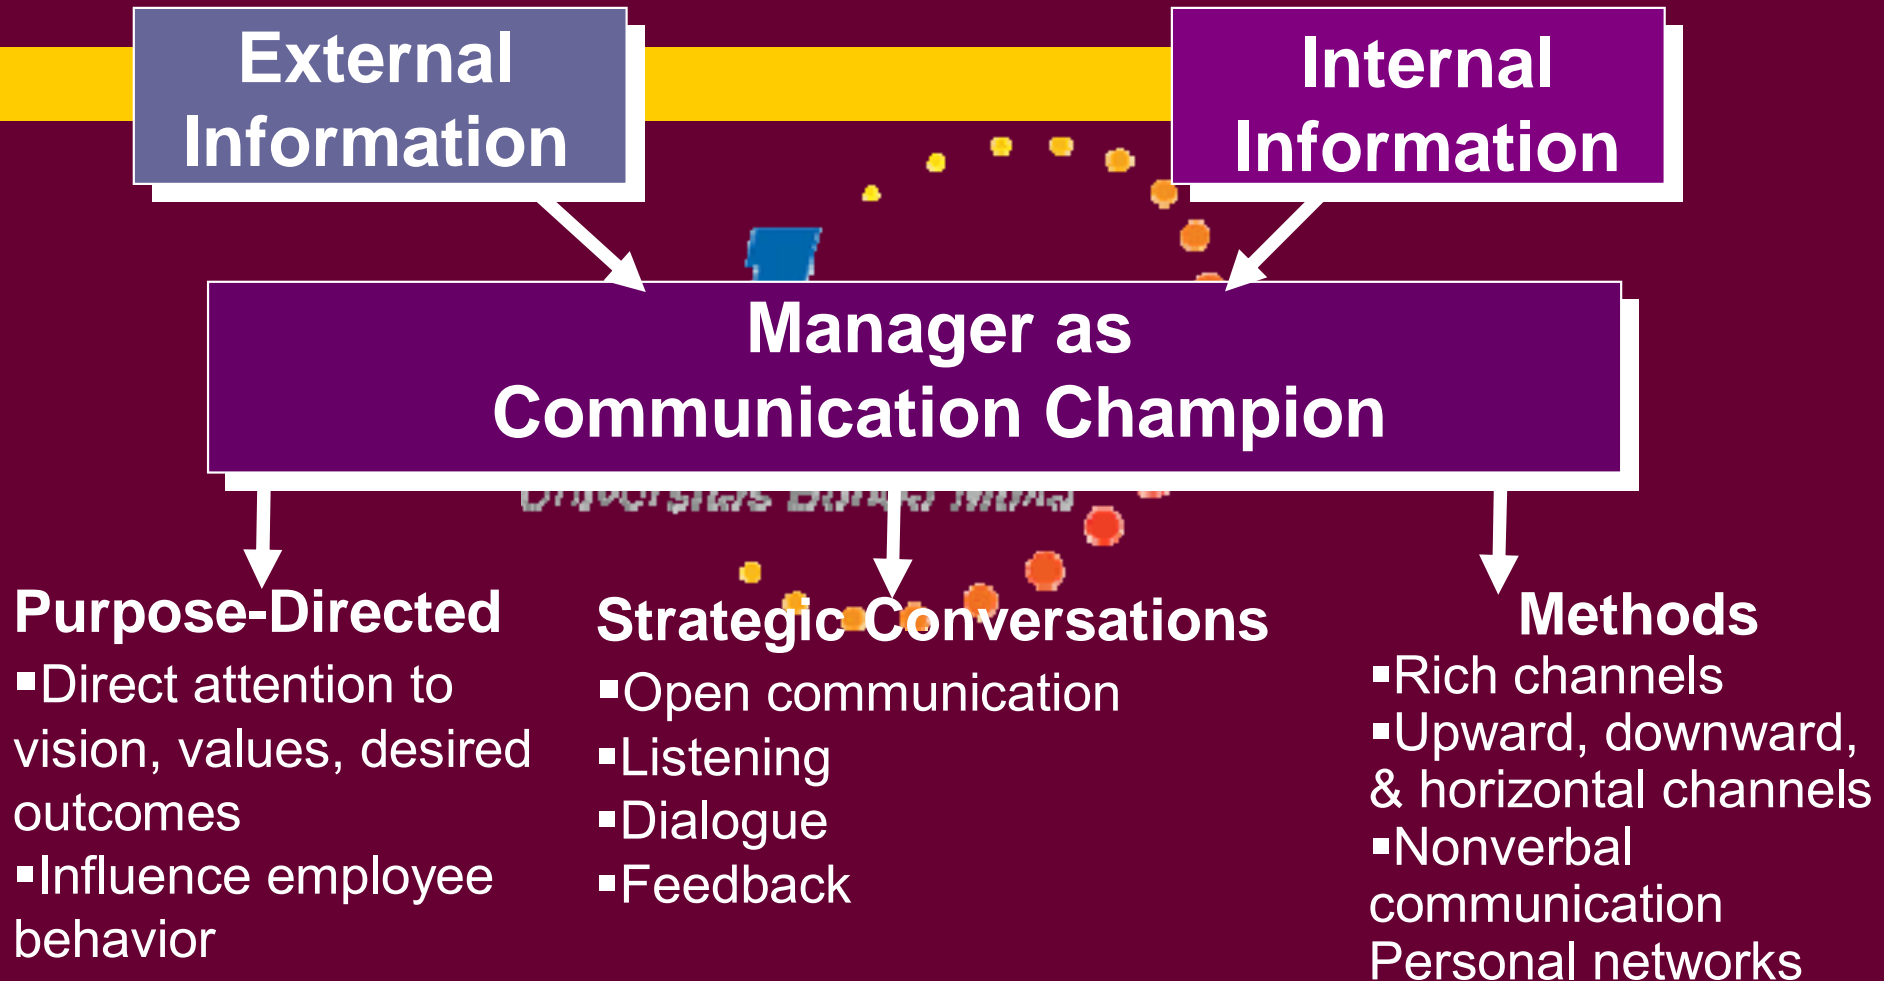 External
Information
Internal
Information
Manager as
Communication Champion
Purpose-Directed
▪Direct attention to
vision, values, desired
outcomes
▪Influence employee
behavior
Strategic Conversations
▪Open communication
▪Listening
▪Dialogue
▪Feedback
Methods
▪Rich channels
▪Upward, downward,
& horizontal channels
▪Nonverbal
communication
Personal networks